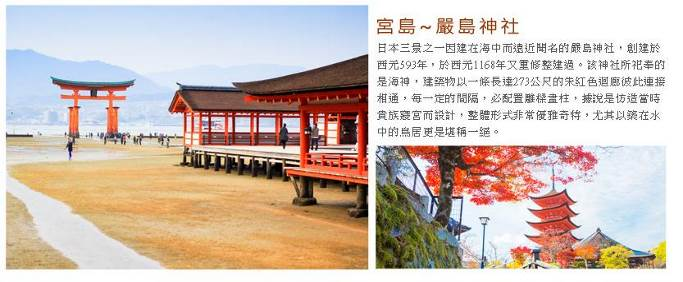 宮島~嚴島神社
日本三景之一因建在海中而遠近聞名的嚴島神社，創建於
西元593年，於西元1168年又重修整建過。該神社所祀奉的
是海神，建築物以一條長達273公尺的朱紅色迴廊彼此連接
相通，每一定的間隔，必配置雕樑畫柱，據說是仿造當時
貴族寢宮而設計，整體形式非常優雅奇特，尤其以築在水
中的鳥居更是堪稱一絕。